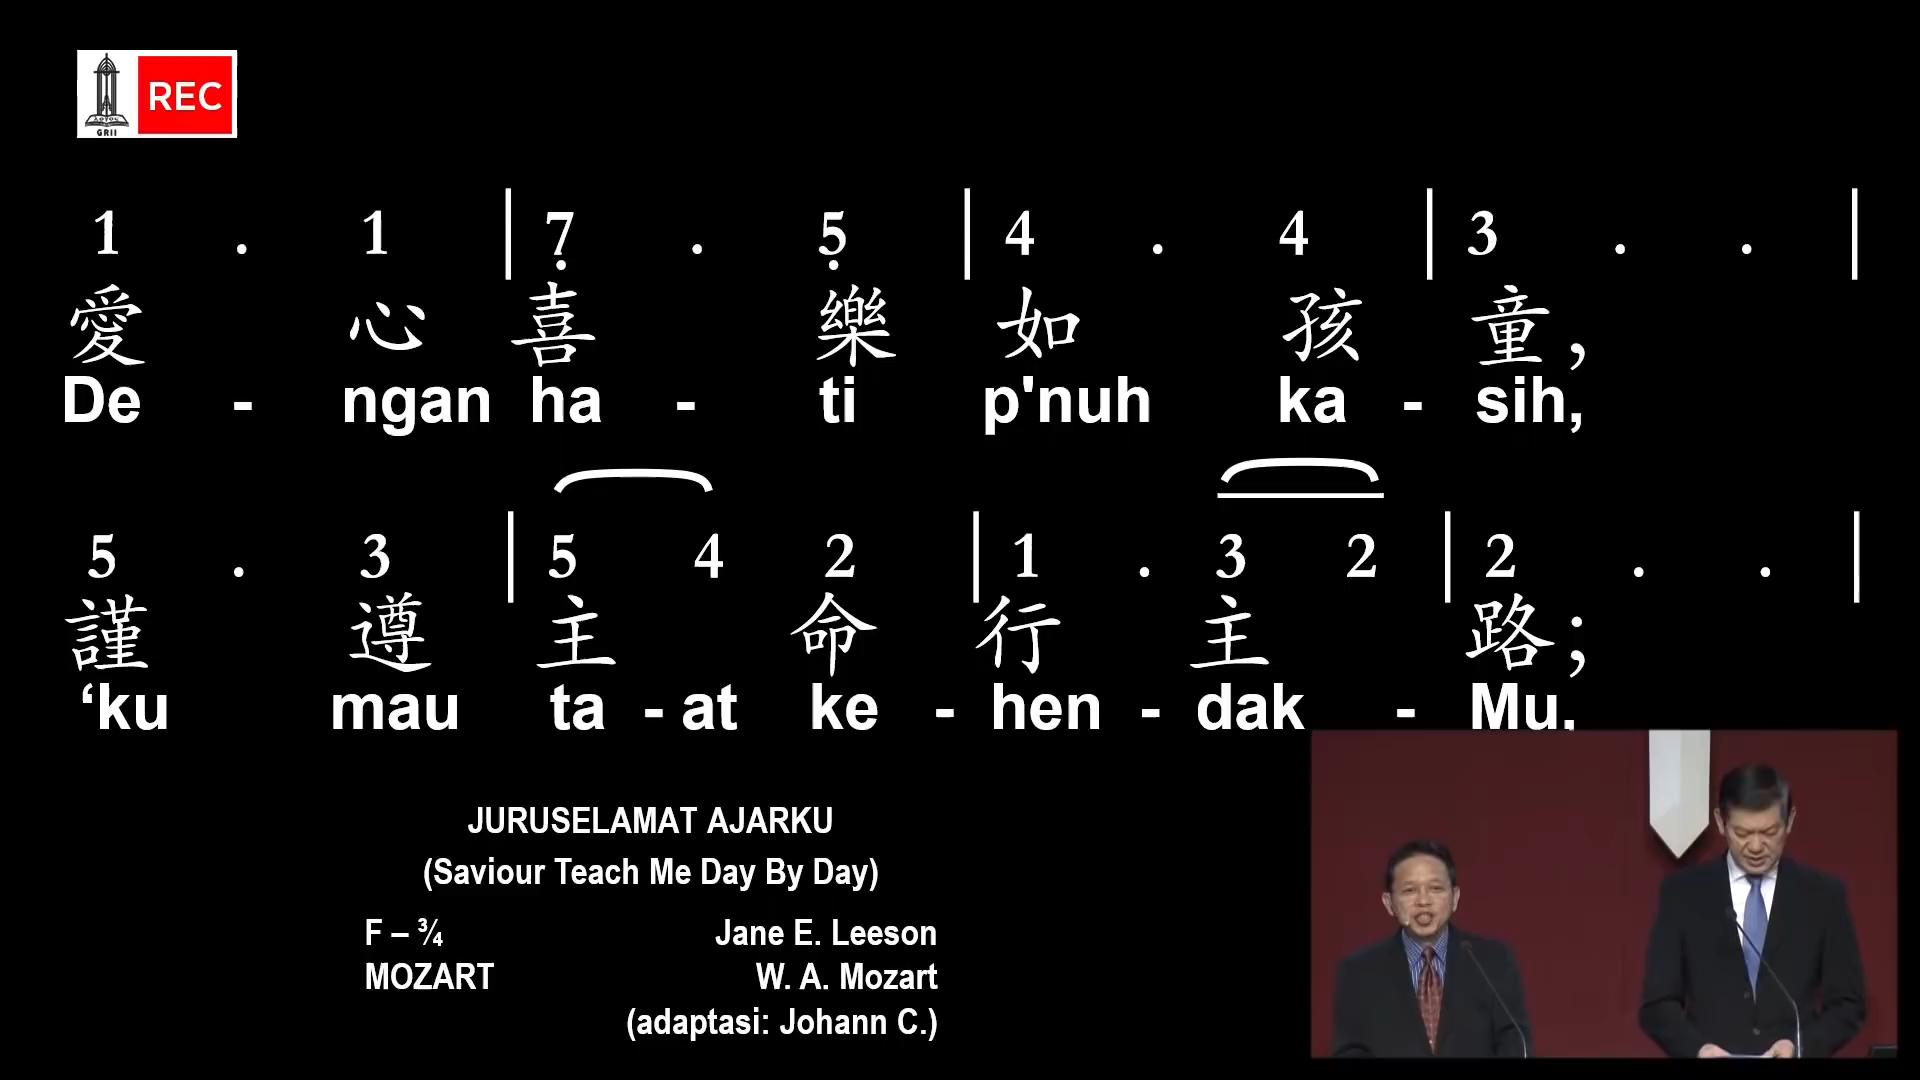 REC
GRII
1 . 1 | 7̣ . 5̣ | 4 . 4 | 3 . . |
愛 心 喜 樂 如 孩 童,
De - ngan ha - ti p'nuh ka - sih,
5 . 3 | 5 4 2 | 1 . 3 2 | 2 . . |
謹 遵 主 命 行 主 路;
‘ku mau ta - at ke - hen - dak - Mu.
JURUSELAMAT AJARKU
(Saviour Teach Me Day By Day)
F – ¾ Jane E. Leeson
MOZART W. A. Mozart
(adaptasi: Johann C.)